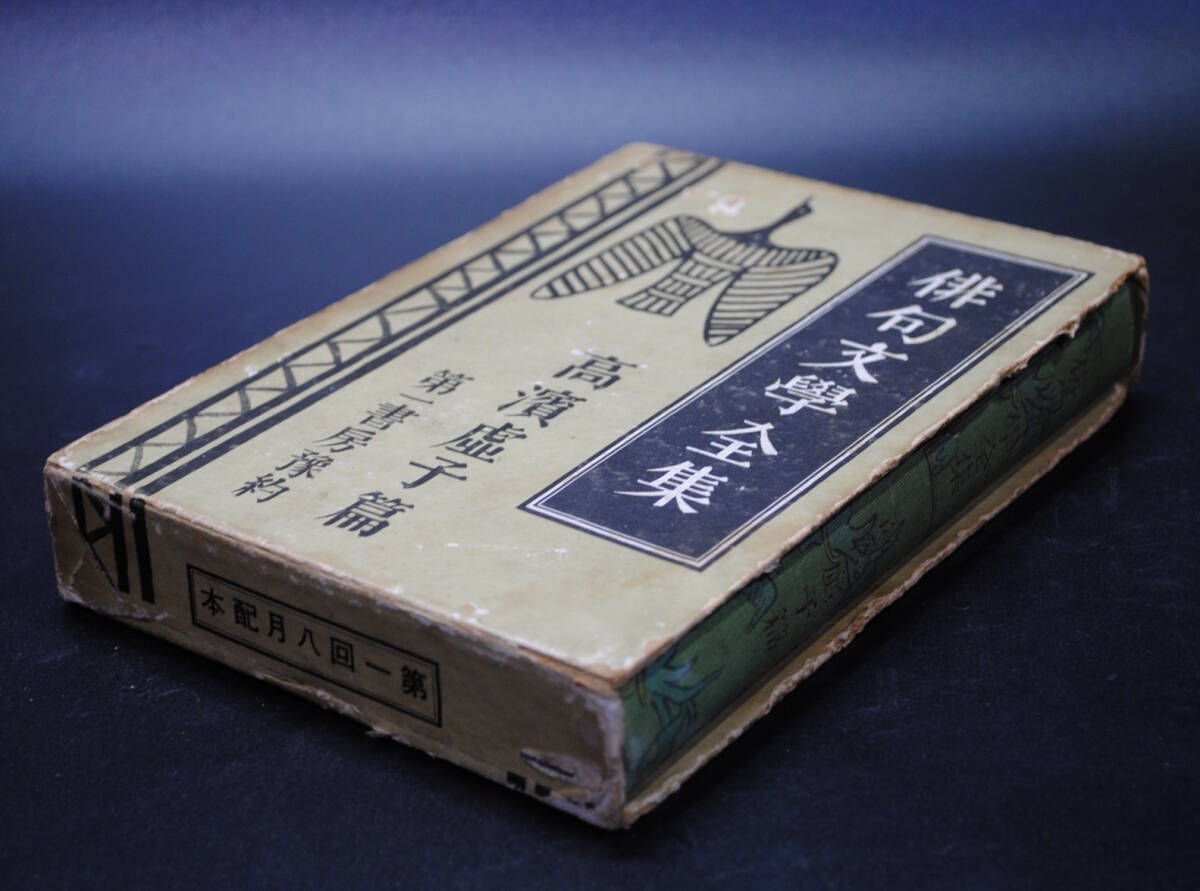 俳句文學全集
高濱虛子篇
第一書房豫約
本配月八回一第